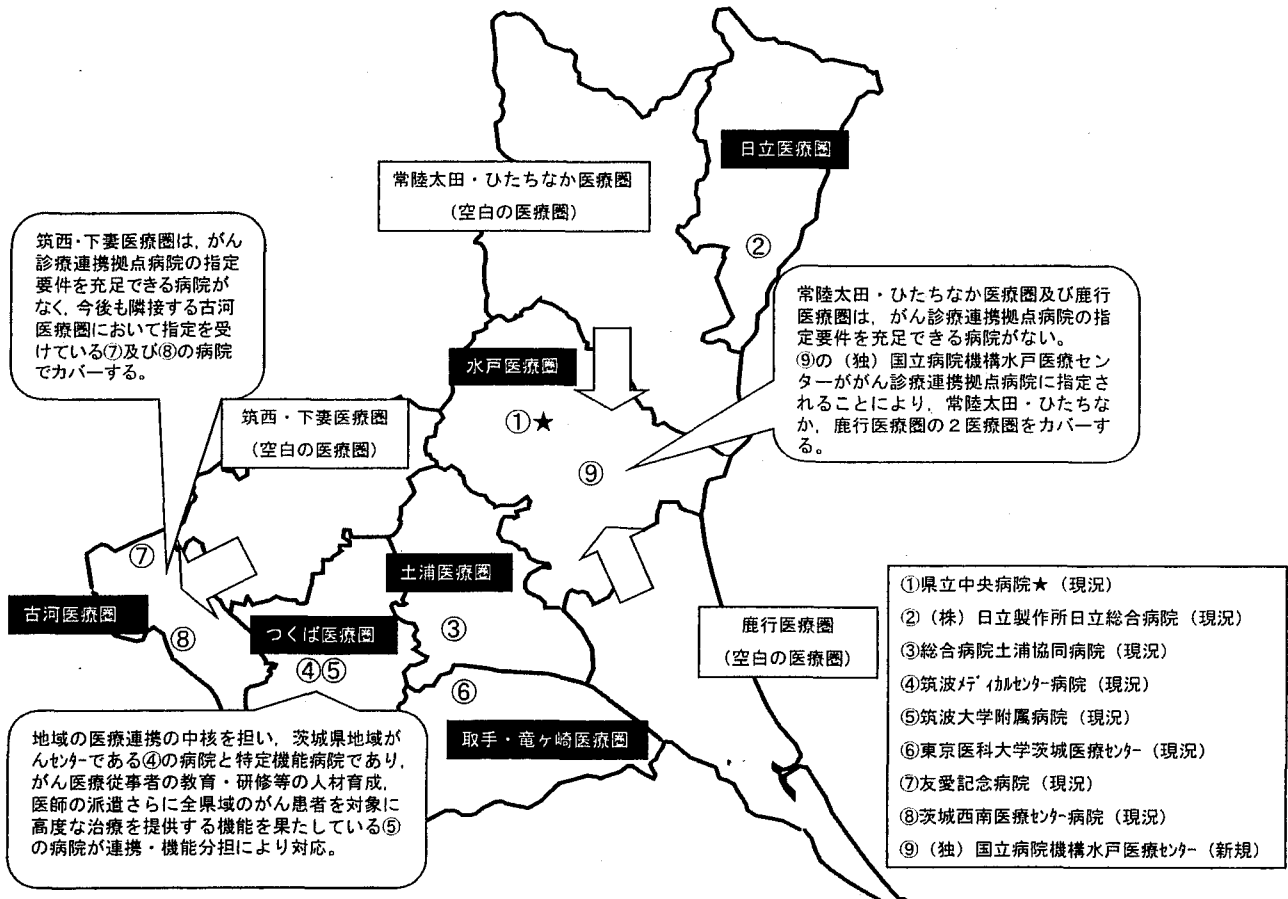 日立医療圏
常陸太田・ひたちなか医療圏
(空白の医療圏)
②
筑西・下妻医療圏は，がん
診療連携拠点病院の指定
要件を充足できる病院が
なく，今後も隣接する古河
医療圏において指定を受
けている⑦及び⑧の病院
でカバーする。
常陸太田・ひたちなか医療圏及び鹿行
医療圏は，がん診療連携拠点病院の指
定要件を充足できる病院がない。
⑨の（独）国立病院機構水戸医療セン
ターががん診療連携拠点病院に指定さ
れることにより，常陸太田・ひたちな
か，鹿行医療圏の２医療圏をカバーす
る。
水戸医療圏
①★
筑西・下妻医療圏
(空白の医療圏)
⑨
⑦
土浦医療圏
古河医療圏
⑧
つくば医療圏
③
④⑤
鹿行医療圏
(空白の医療圏)
⑥
取手・竜ヶ崎医療圏
地域の医療連携の中核を担い，茨城県地域が
んｾﾝﾀｰである④の病院と特定機能病院であり，
がん医療従事者の教育・研修等の人材育成，
医師の派遣さらに全県域のがん患者を対象に
高度な治療を提供する機能を果たしている⑤
の病院が連携・機能分担により対応。
①県立中央病院★（現況）
②（株）日立製作所日立総合病院（現況）
③総合病院土浦協同病院（現況）
④筑波ﾒﾃﾞｨｶﾙｾﾝﾀｰ病院（現況）
⑤筑波大学附属病院（現況）
⑥東京医科大学茨城医療ｾﾝﾀｰ（現況）
⑦友愛記念病院（現況）
⑧茨城西南医療ｾﾝﾀｰ病院（現況）
⑨（独）国立病院機構水戸医療ｾﾝﾀｰ（新規）